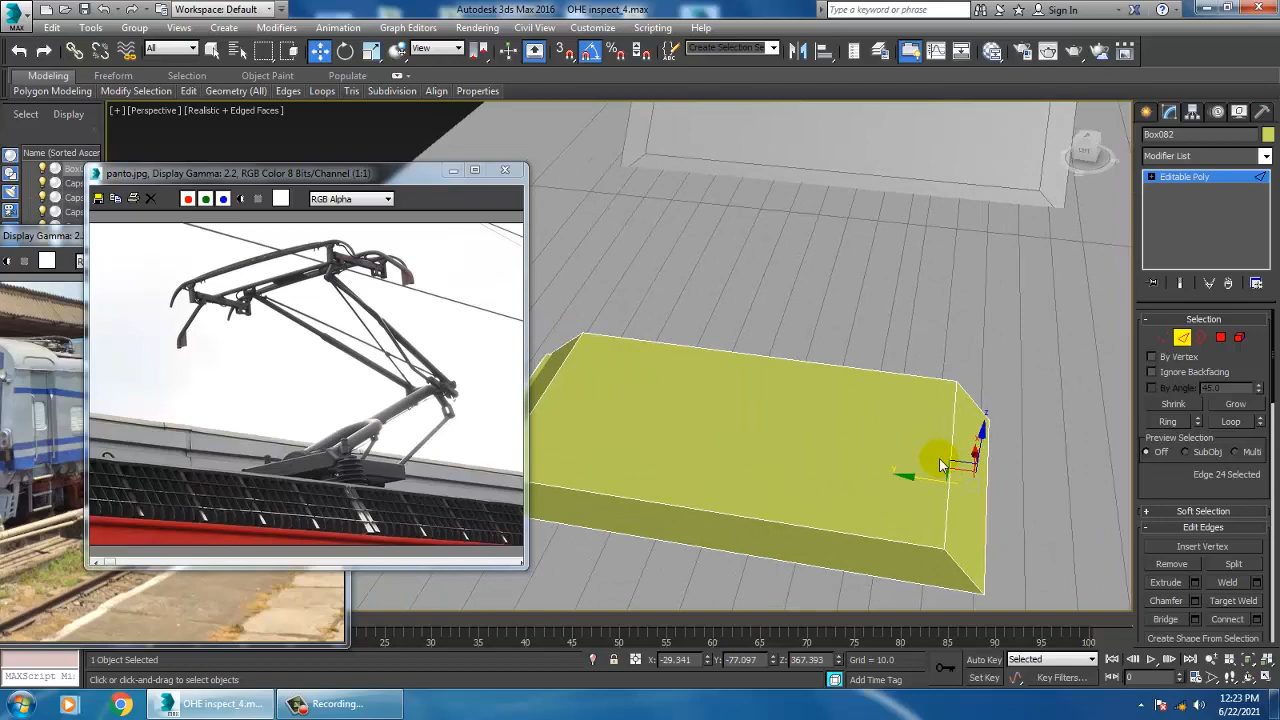 Workspace: Default
Autodesk 3ds Max 2016
OHE inspect_4.max
Type a keyword or phrase
Sign In
MAX
Edit
Tools
Group
Views
Create
Modifiers
Animation
Graph Editors
Rendering
Civil View
Customize
Scripting
Help
All
View
3
%
Create Selection Se
Modeling
Freeform
Selection
Object Paint
Populate
Polygon Modeling
Modify Selection
Edit
Geometry (All)
Edges
Loops
Tris
Subdivision
Align
Properties
Select
Display
[+] [Perspective] [Realistic + Edged Faces]
Name (Sorted Ascer
Caps
Caps
Caps
Display Gamma: 2.2,
panto.jpg, Display Gamma: 2.2, RGB Color 8 Bits/Channel (1:1)
RGB Alpha
z
y
Box082
Modifier List
Editable Poly
Selection
By Vertex
Ignore Backfacing
By Angle: 45.0
Shrink
Grow
Ring
Loop
Preview Selection
Off
SubObj
Multi
Edge 24 Selected
Soft Selection
Edit Edges
Insert Vertex
Remove
Split
Extrude
Weld
Chamfer
Target Weld
Bridge
Connect
Create Shape From Selection
30 35 40 45 50 55 60 65 70 75 80 85 90 95 100
1 Object Selected
X: -29.341
Y: -77.097
Z: 367.393
Grid = 10.0
Auto Key
Selected
MAXScript Mi
Click or click-and-drag to select objects
Add Time Tag
Set Key
Key Filters...
0
OHE inspect_4.m...
Recording...
12:23 PM
6/22/2021